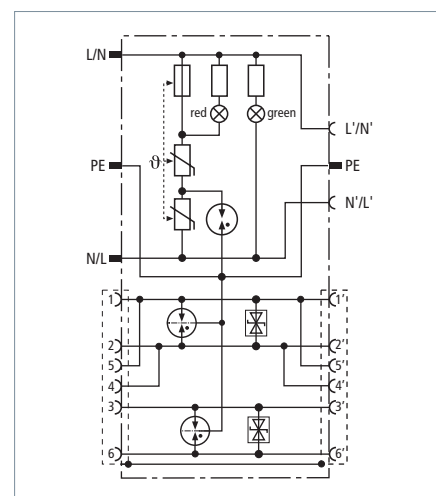 L/N
red
green
L'/N'
PE
ϑ
PE
N'/L'
N/L
1
1'
2
2'
5
5'
4
4'
3
3'
6
6'